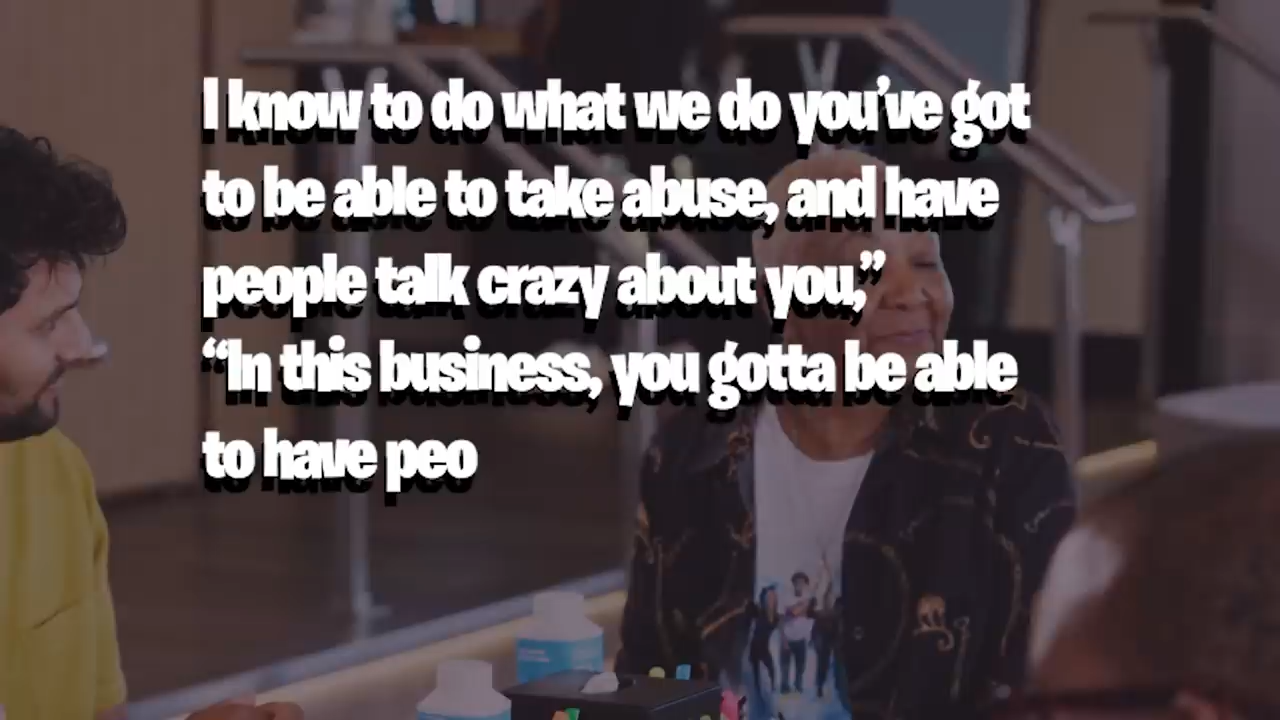 I know to do what we do you’ve got
to be able to take abuse, and have
people talk crazy about you,”
“In this business, you gotta be able
to have peo